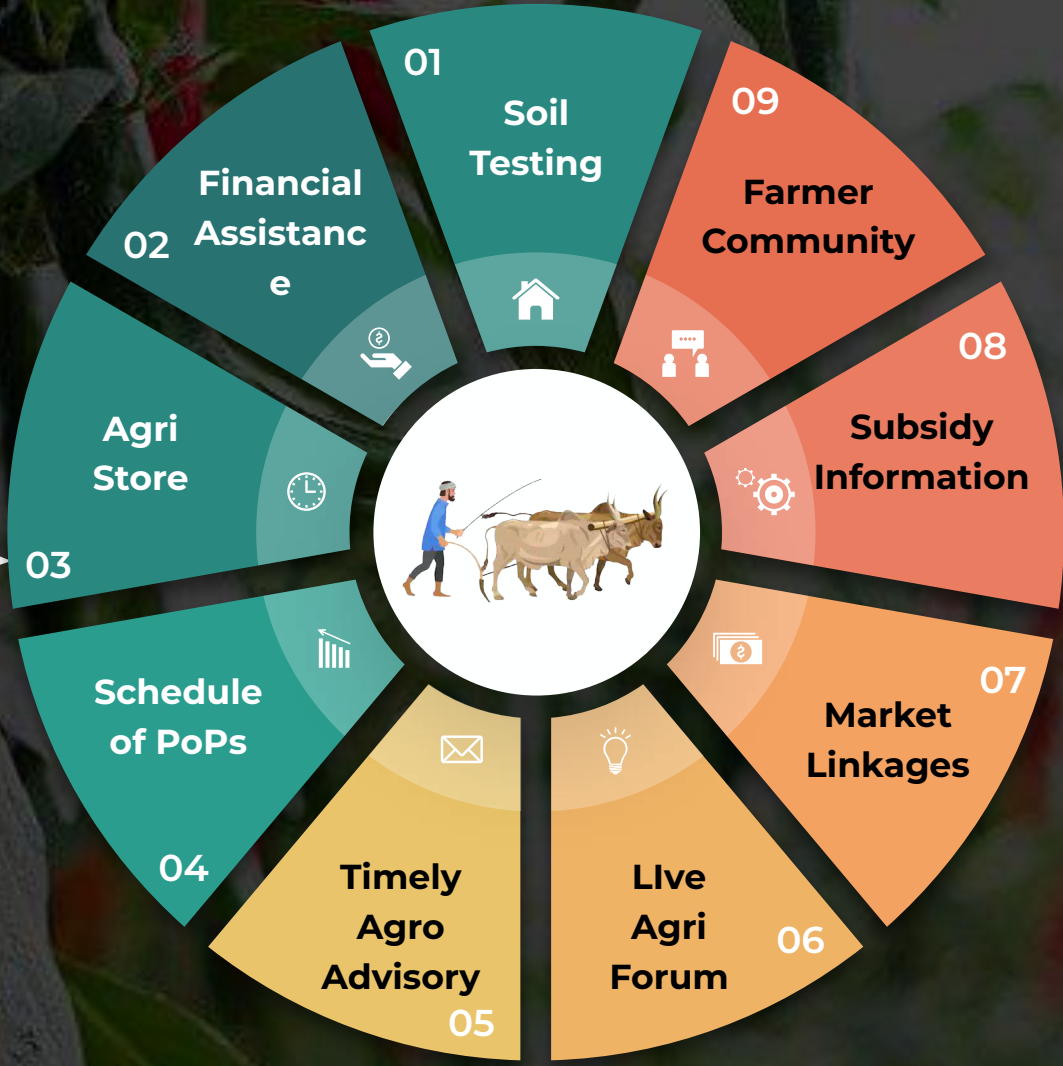 01
Soil
Testing
02
Financial
Assistanc
e
03
Agri
Store
04
Schedule
of PoPs
05
Timely
Agro
Advisory
06
LIve
Agri
Forum
07
Market
Linkages
08
Subsidy
Information
09
Farmer
Community